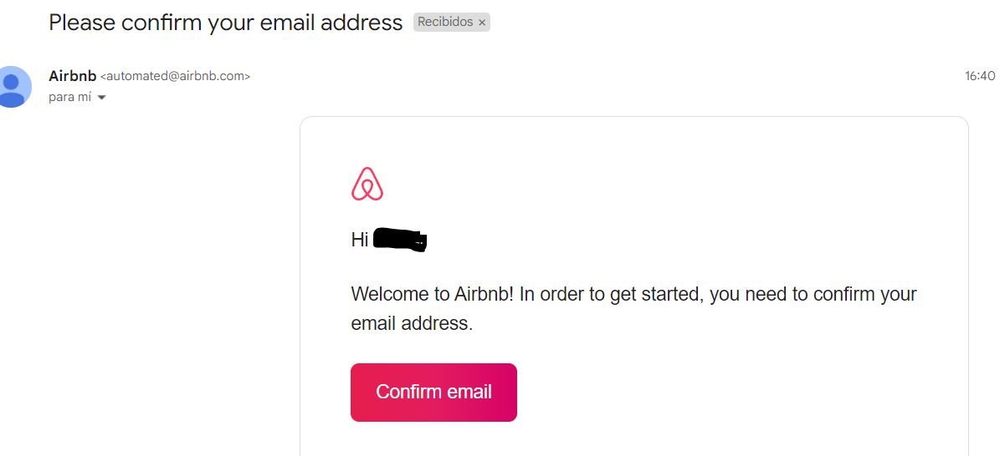 Please confirm your email address Recibidos ×
Airbnb <automated@airbnb.com> 16:40
para mí
Hi
Welcome to Airbnb! In order to get started, you need to confirm your
email address.
Confirm email